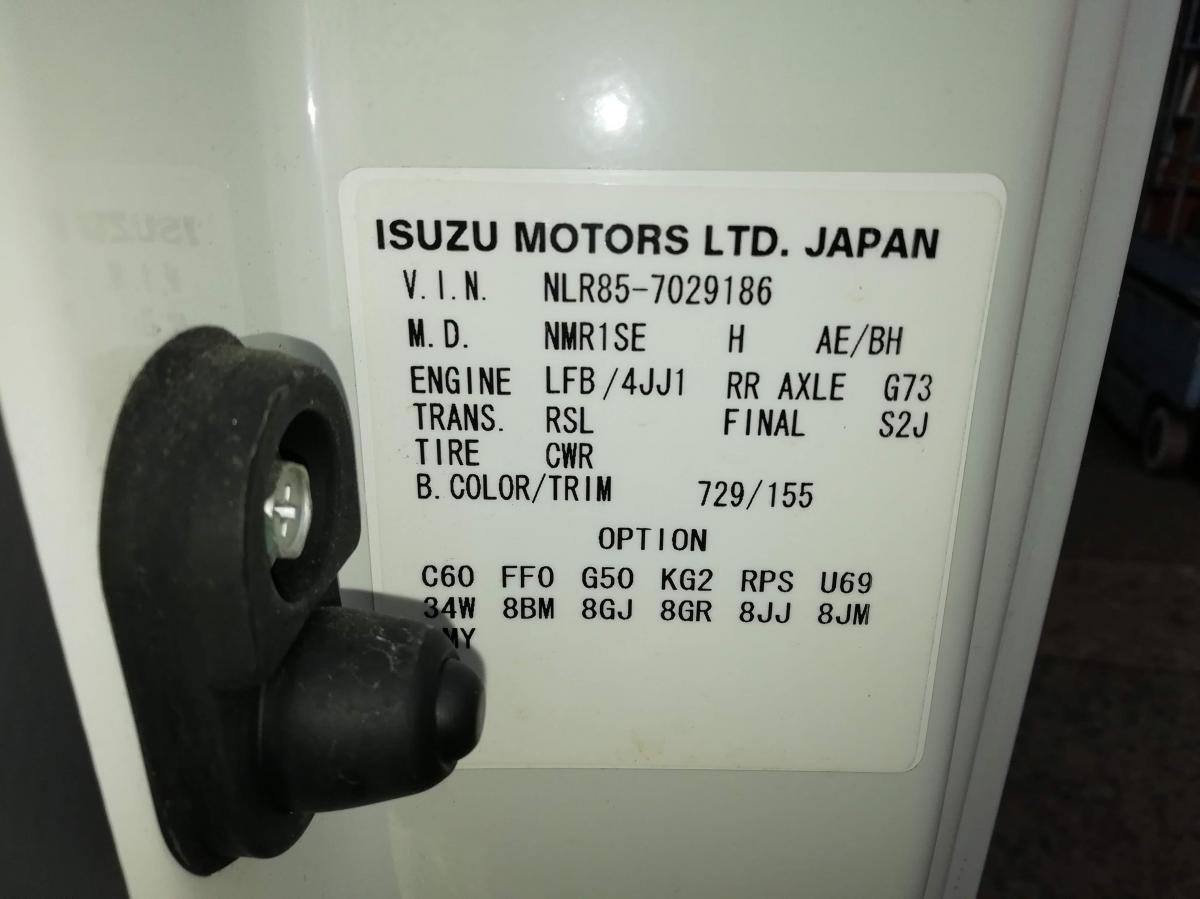 ISUZU MOTORS LTD. JAPAN
V.I.N. NLR85-7029186
M.D. NMR1SE H AE/BH
ENGINE LFB/4JJ1 RR AXLE G73
TRANS. RSL FINAL S2J
TIRE CWR
B.COLOR/TRIM 729/155
OPTION
C60 FF0 G50 KG2 RPS U69
34W 8BM 8GJ 8GR 8JJ 8JM